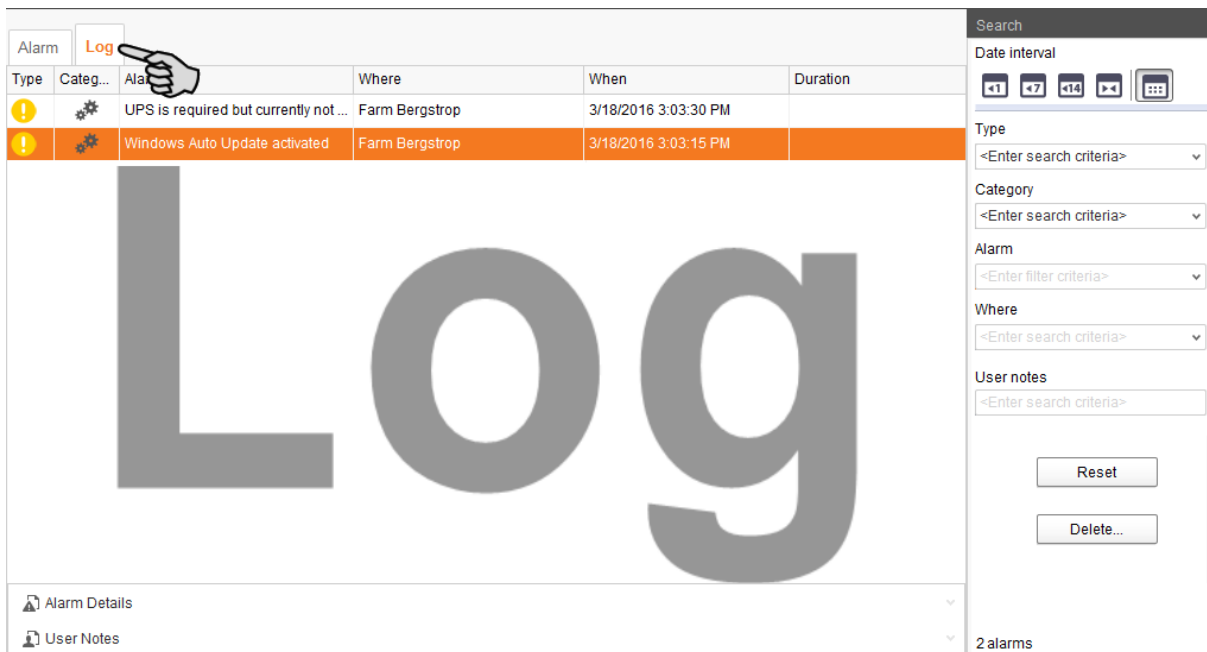 Alarm Log
Type Categ... Ala Where When Duration
UPS is required but currently not ... Farm Bergstrop 3/18/2016 3:03:30 PM
Windows Auto Update activated Farm Bergstrop 3/18/2016 3:03:15 PM
Log
Alarm Details
User Notes
Search
Date interval
1 7 14
Type
<Enter search criteria>
Category
<Enter search criteria>
Alarm
<Enter filter criteria>
Where
<Enter search criteria>
User notes
<Enter search criteria>
Reset
Delete...
2 alarms